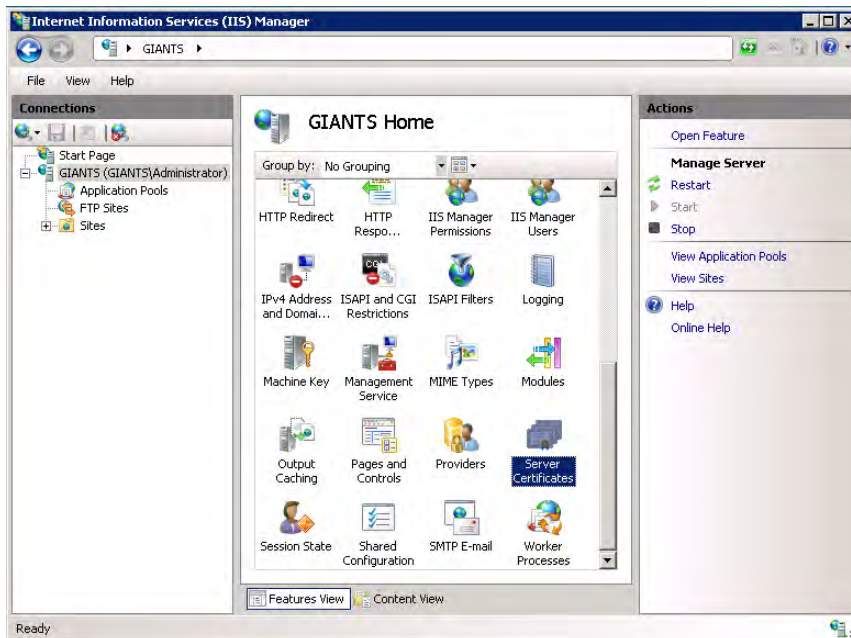 Internet Information Services (IIS) Manager
GIANTS
File View Help
Connections
Start Page
GIANTS (GIANTS\Administrator)
Application Pools
FTP Sites
Sites
GIANTS Home
Group by: No Grouping
HTTP Redirect
HTTP
Respo...
IIS Manager
Permissions
IIS Manager
Users
IPv4 Address
and Domai...
ISAPI and CGI
Restrictions
ISAPI Filters
Logging
Machine Key
Management
Service
MIME Types
Modules
Output
Caching
Pages and
Controls
Providers
Server
Certificates
Session State
Shared
Configuration
SMTP E-mail
Worker
Processes
Features View
Content View
Actions
Open Feature
Manage Server
Restart
Start
Stop
View Application Pools
View Sites
Help
Online Help
Ready